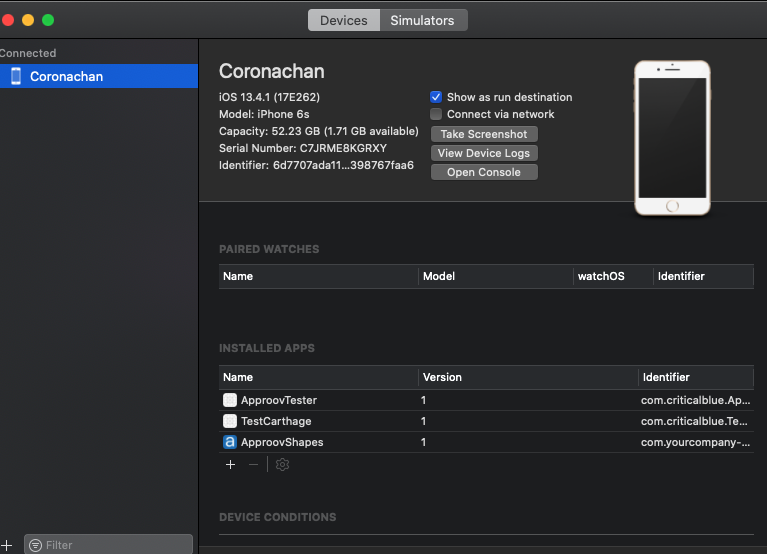 Devices Simulators
Connected
Coronachan
Coronachan
iOS 13.4.1 (17E262)
Model: iPhone 6s
Capacity: 52.23 GB (1.71 GB available)
Serial Number: C7JRME8KGRXY
Identifier: 6d7707ada11...398767faa6
Show as run destination
Connect via network
Take Screenshot
View Device Logs
Open Console
PAIRED WATCHES
Name Model watchOS Identifier
INSTALLED APPS
Name Version Identifier
ApproovTester 1 com.criticalblue.Ap...
TestCarthage 1 com.criticalblue.Te...
a ApproovShapes 1 com.yourcompany-...
DEVICE CONDITIONS
Filter